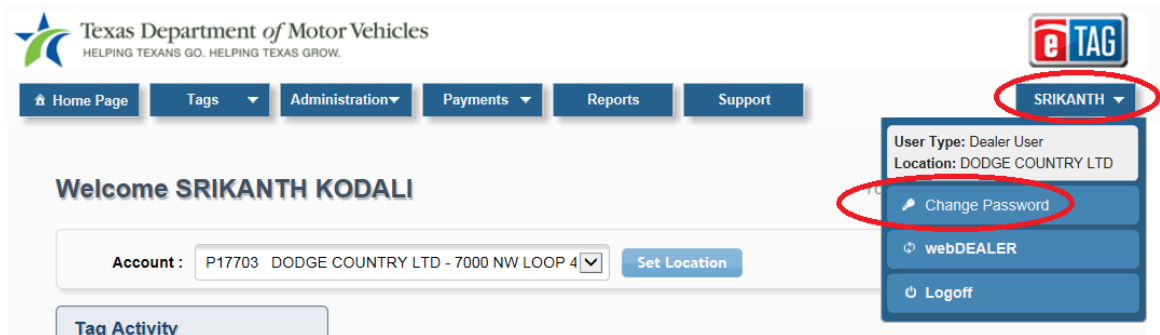 Texas Department of Motor Vehicles
HELPING TEXANS GO. HELPING TEXAS GROW.
e TAG
Home Page Tags Administration Payments Reports Support SRIKANTH
User Type: Dealer User
Location: DODGE COUNTRY LTD
Welcome SRIKANTH KODALI
Change Password
webDEALER
Account : P17703 DODGE COUNTRY LTD - 7000 NW LOOP 4 Set Location
Logoff
Tag Activity